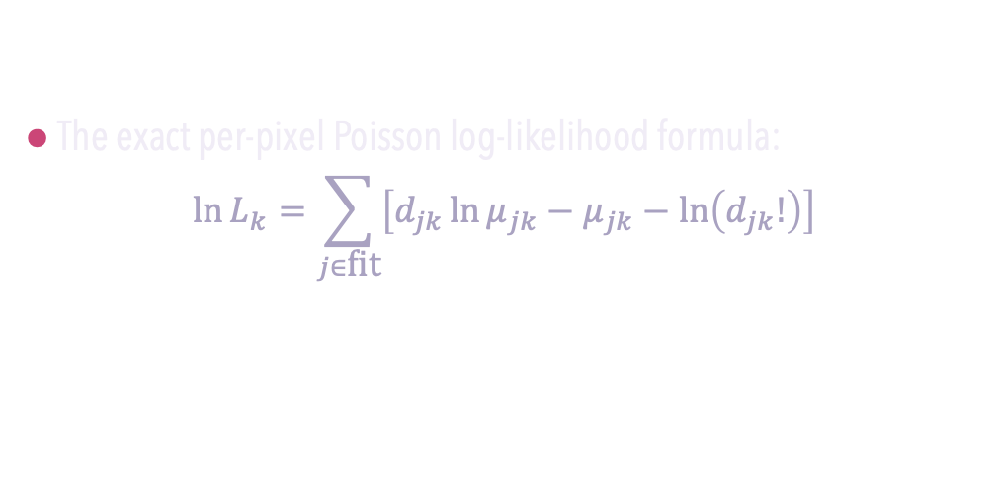 • The exact per-pixel Poisson log-likelihood formula:
ln L_k = ∑_{j∈fit} [d_{jk} ln μ_{jk} − μ_{jk} − ln(d_{jk}!)]